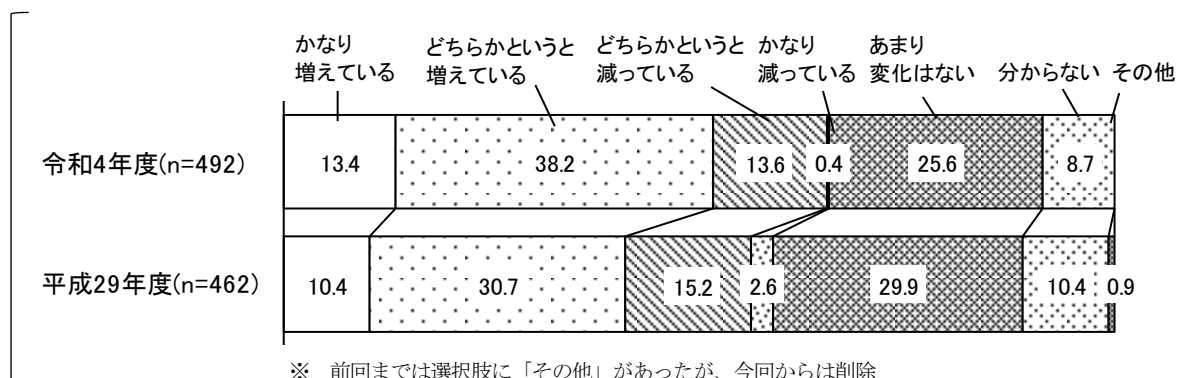 かなり
増えている
どちらかというと
増えている
どちらかというと
減っている
かなり
減っている
あまり
変化はない
分からない
その他
令和4年度(n=492)
13.4
38.2
13.6
0.4
25.6
8.7
平成29年度(n=462)
10.4
30.7
15.2
2.6
29.9
10.4
0.9
※ 前回までは選択肢に「その他」があったが、今回からは削除